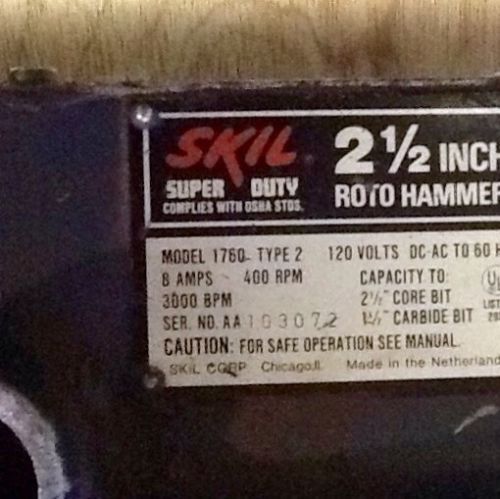 SKIL
SUPER DUTY
COMPLIES WITH OSHA STDS.
2½ INCH
ROTO HAMMER
MODEL 1760 TYPE 2 120 VOLTS DC-AC TO 60 H
8 AMPS 400 RPM CAPACITY TO:
3000 BPM 2½" CORE BIT
SER. NO. AA 103072 CARBIDE BIT
UL
LIST
CAUTION: FOR SAFE OPERATION SEE MANUAL.
SKIL CORP. Chicago,Il. Made in the Netherland